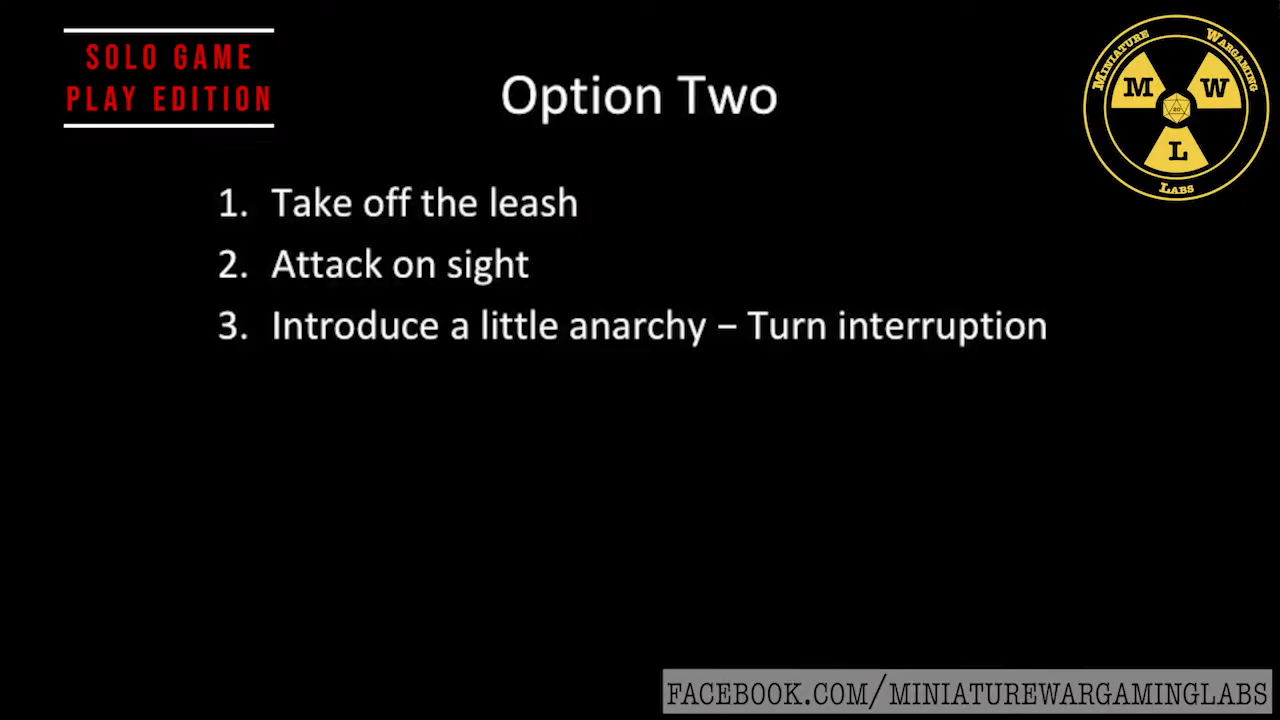 SOLO GAME
PLAY EDITION
Option Two
MINIATURE WARGAMING
M W
20
L
LABS
1. Take off the leash
2. Attack on sight
3. Introduce a little anarchy – Turn interruption
FACEBOOK.COM/MINIATUREWARGAMINGLABS